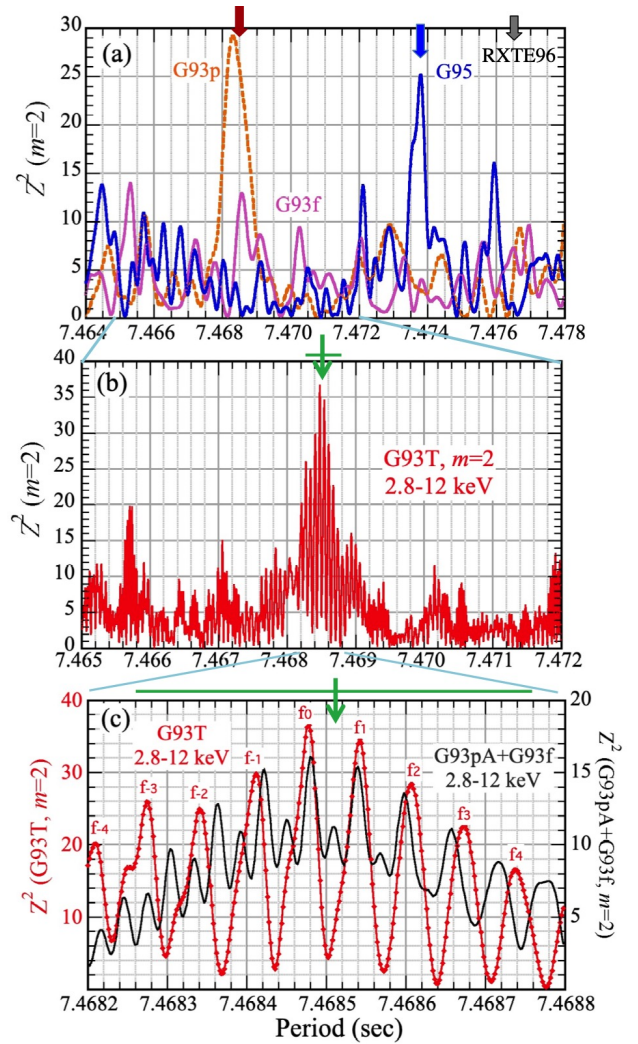 30
25
20
15
10
5
0
Z² (m=2)
(a)
G93p
G93f
G95
RXTE96
7.464 7.466 7.468 7.470 7.472 7.474 7.476 7.478
40
35
30
25
20
15
10
5
0
Z² (m=2)
(b)
G93T, m=2
2.8-12 keV
7.465 7.466 7.467 7.468 7.469 7.470 7.471 7.472
40
30
20
10
Z² (G93T, m=2)
(c)
G93T
2.8-12 keV
G93pA+G93f
2.8-12 keV
f-4
f-3
f-2
f-1
f0
f1
f2
f3
f4
20
15
10
5
Z² (G93pA+G93f, m=2)
7.4682 7.4683 7.4684 7.4685 7.4686 7.4687 7.4688
Period (sec)